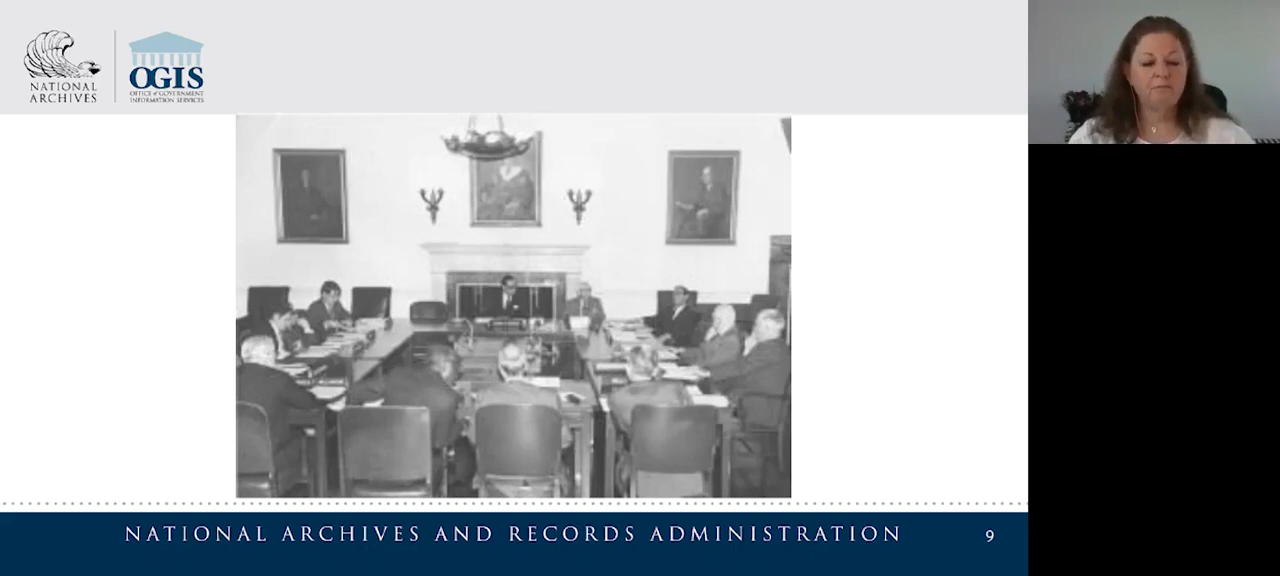 NATIONAL
ARCHIVES
OGIS
OFFICE of GOVERNMENT
INFORMATION SERVICES
NATIONAL ARCHIVES AND RECORDS ADMINISTRATION 9